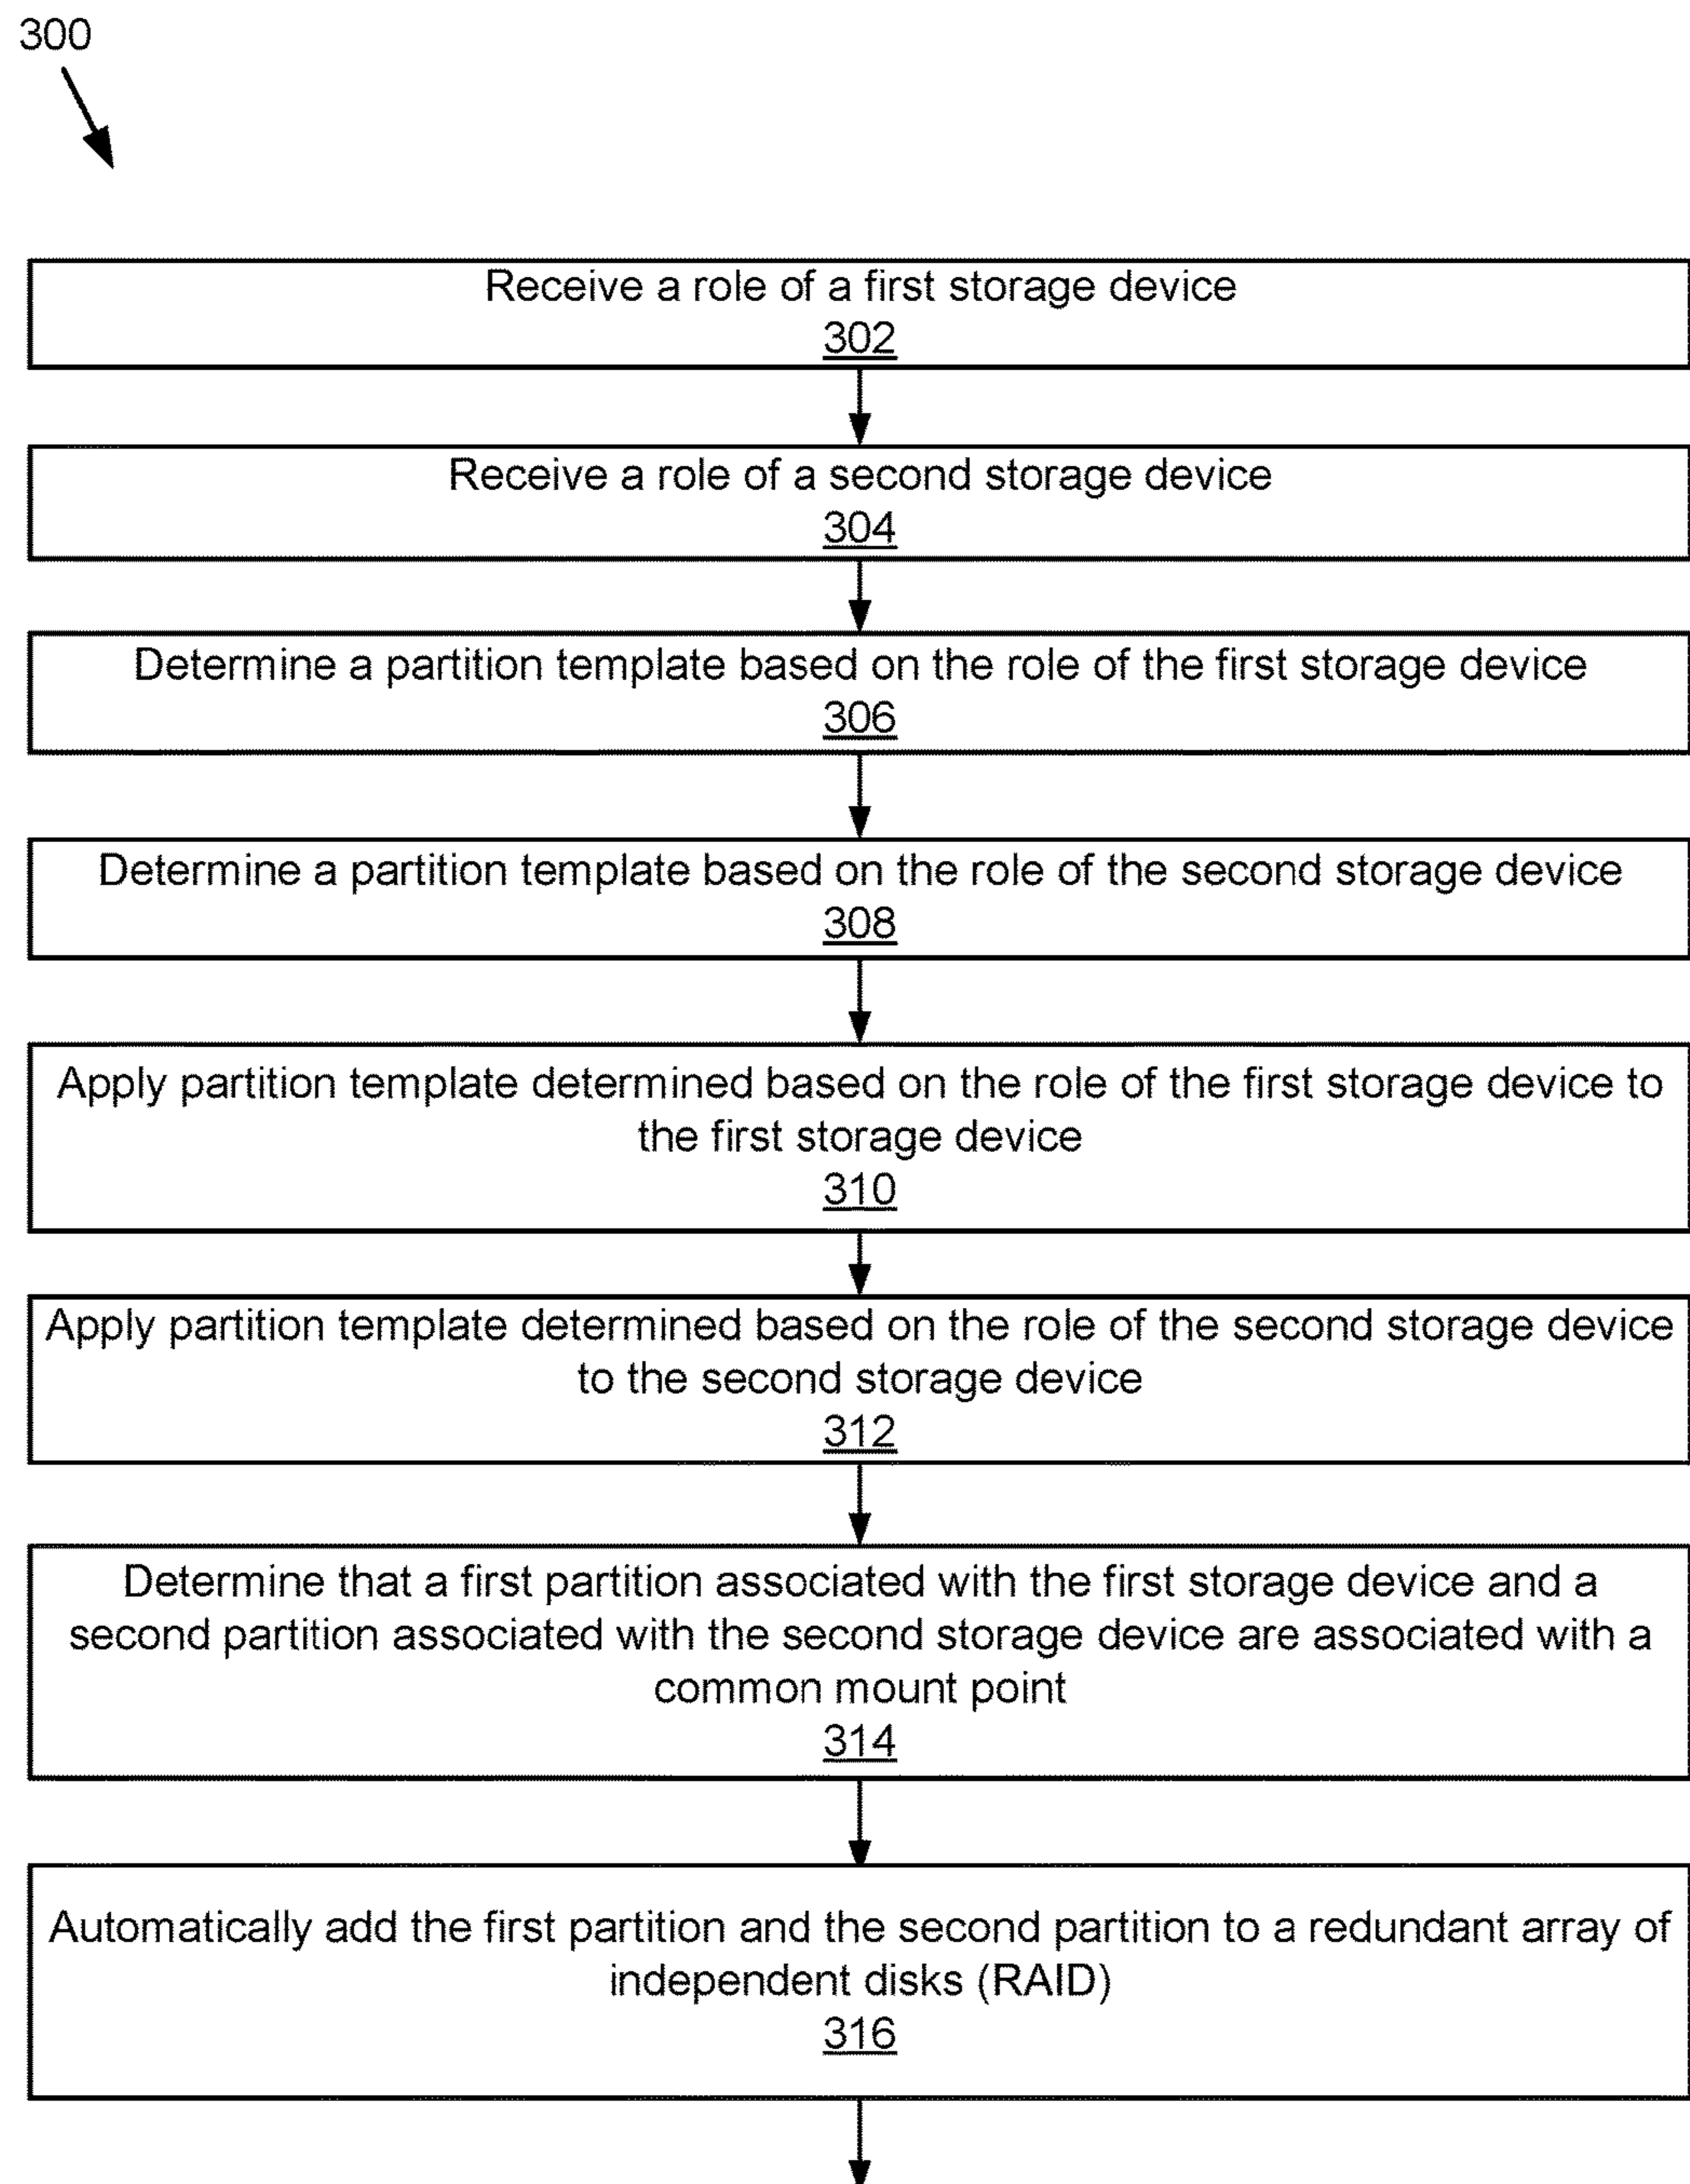 300
Receive a role of a first storage device
302
Receive a role of a second storage device
304
Determine a partition template based on the role of the first storage device
306
Determine a partition template based on the role of the second storage device
308
Apply partition template determined based on the role of the first storage device to
the first storage device
310
Apply partition template determined based on the role of the second storage device
to the second storage device
312
Determine that a first partition associated with the first storage device and a
second partition associated with the second storage device are associated with a
common mount point
314
Automatically add the first partition and the second partition to a redundant array of
independent disks (RAID)
316